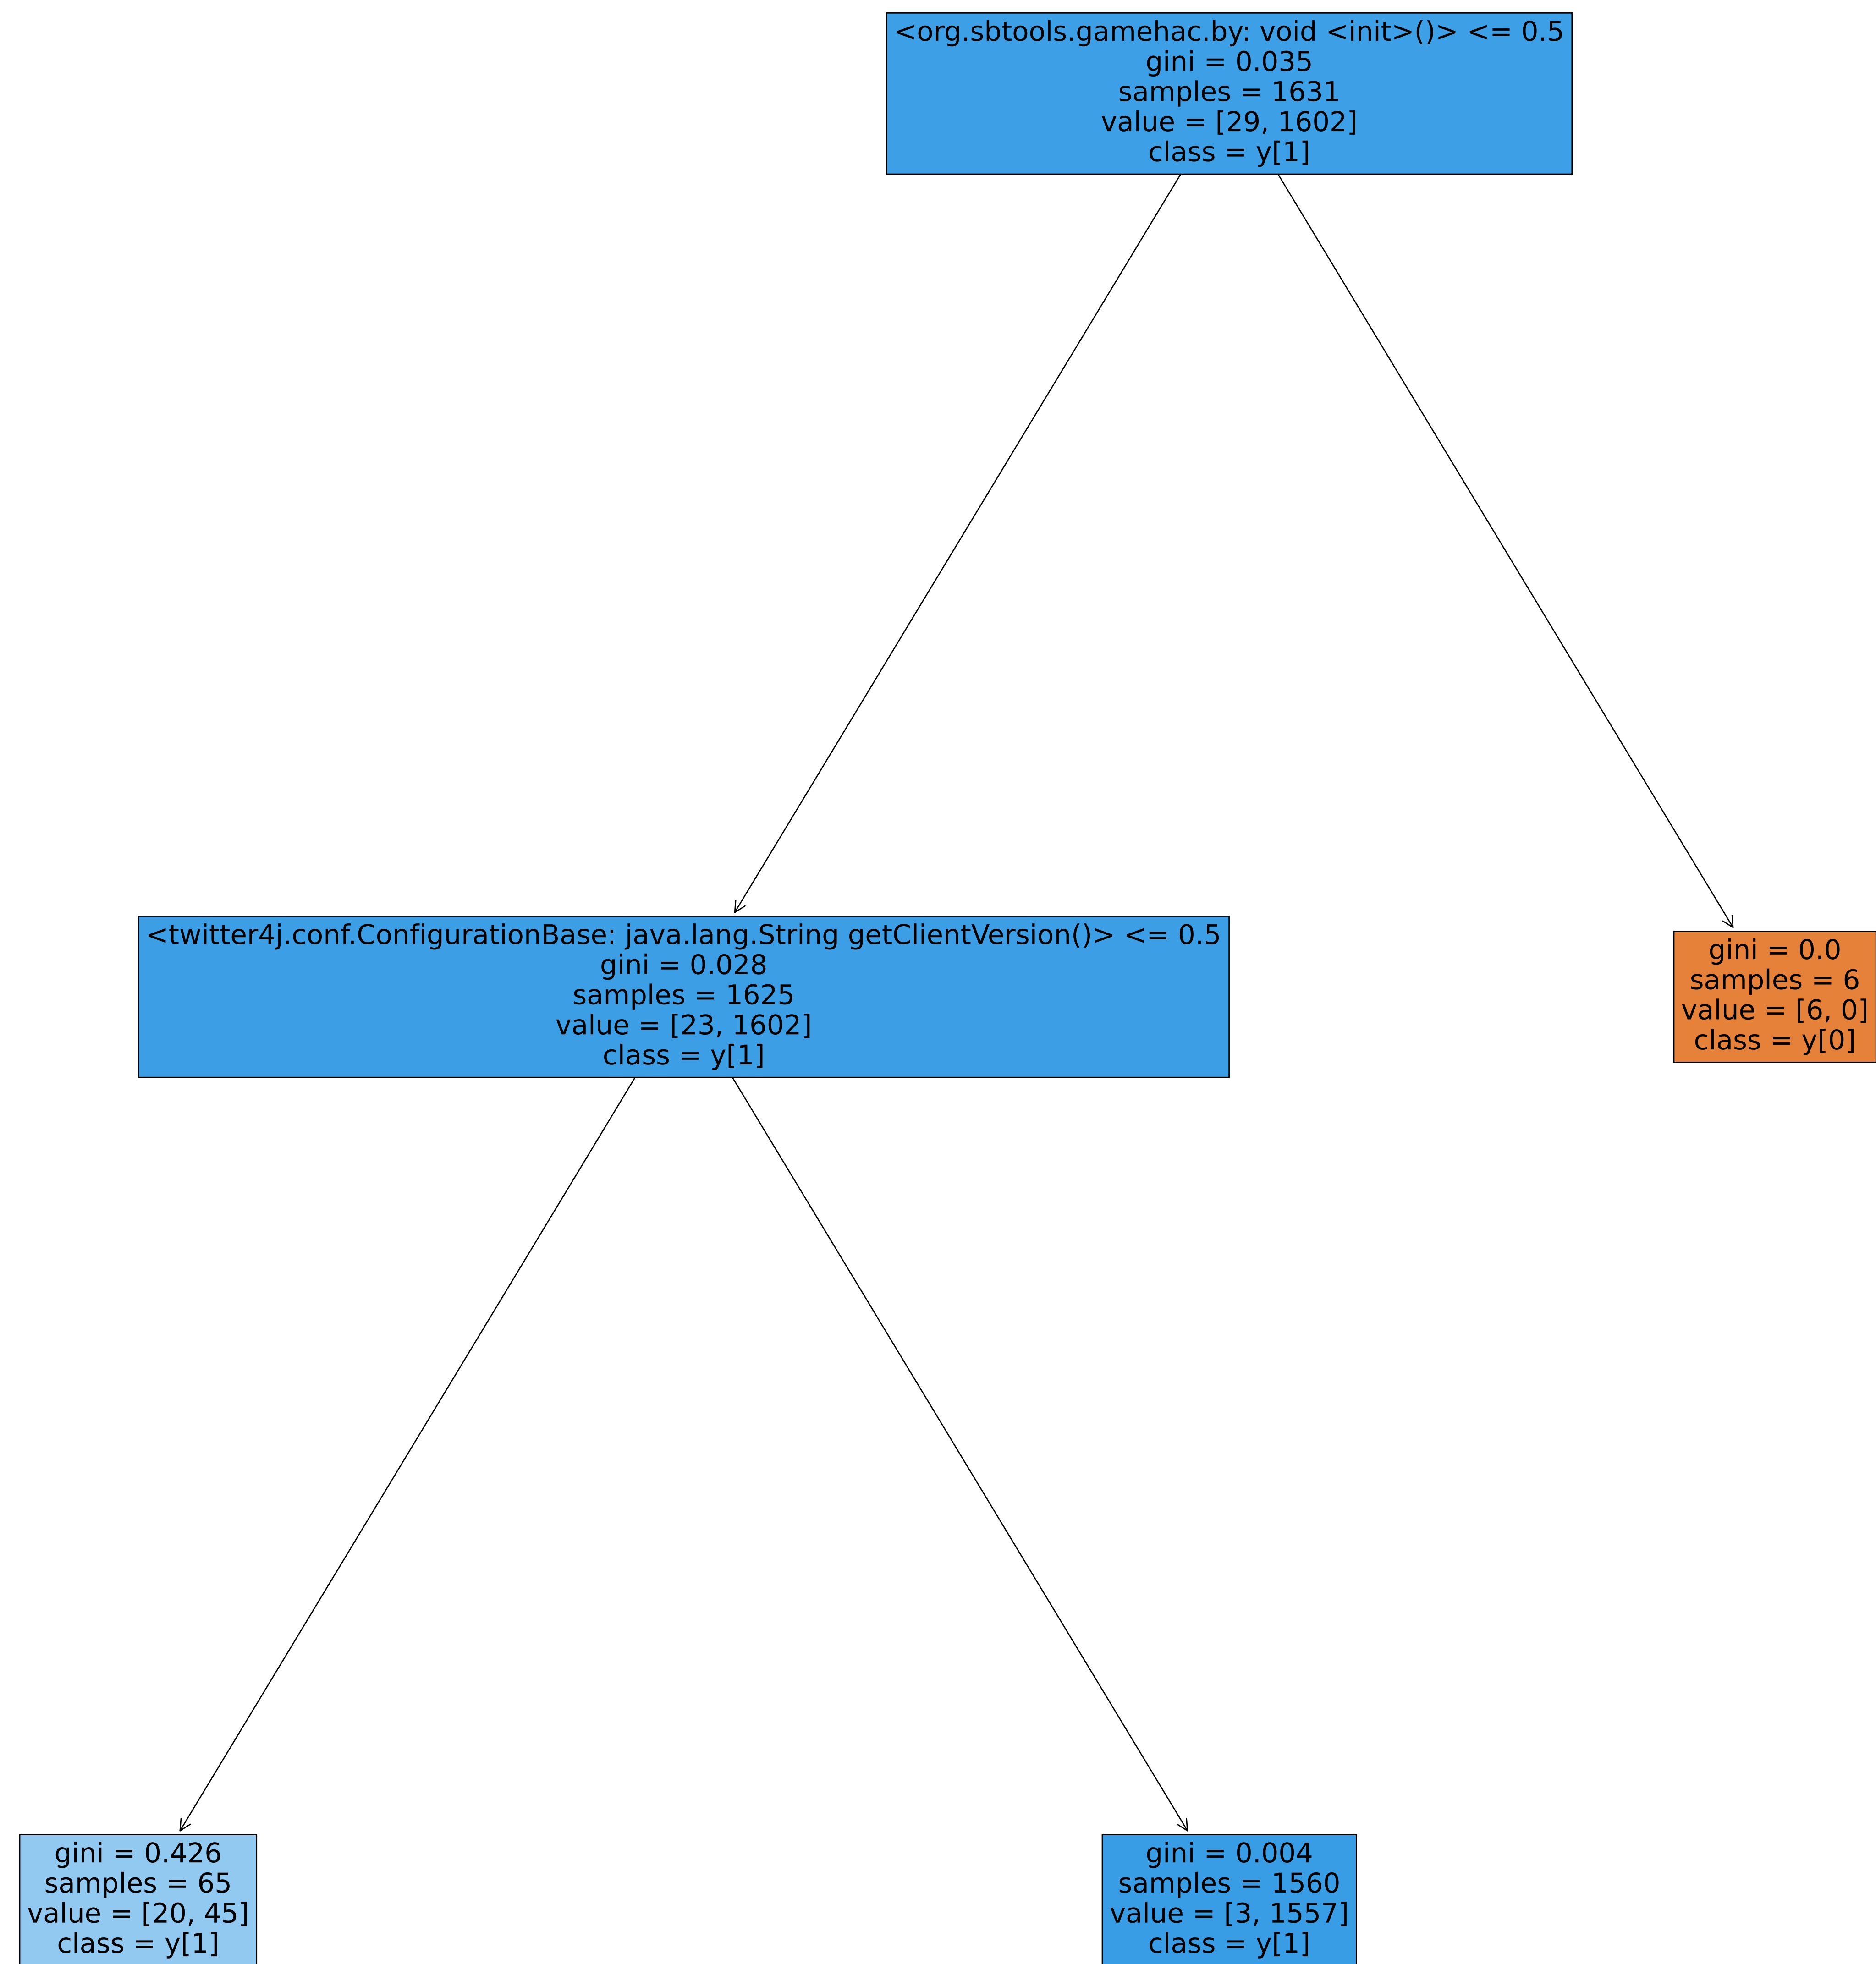 <org.sbtools.gamehac.by: void <init>()> <= 0.5
gini = 0.035
samples = 1631
value = [29, 1602]
class = y[1]
<twitter4j.conf.ConfigurationBase: java.lang.String getClientVersion()> <= 0.5
gini = 0.028
samples = 1625
value = [23, 1602]
class = y[1]
gini = 0.0
samples = 6
value = [6, 0]
class = y[0]
gini = 0.426
samples = 65
value = [20, 45]
class = y[1]
gini = 0.004
samples = 1560
value = [3, 1557]
class = y[1]